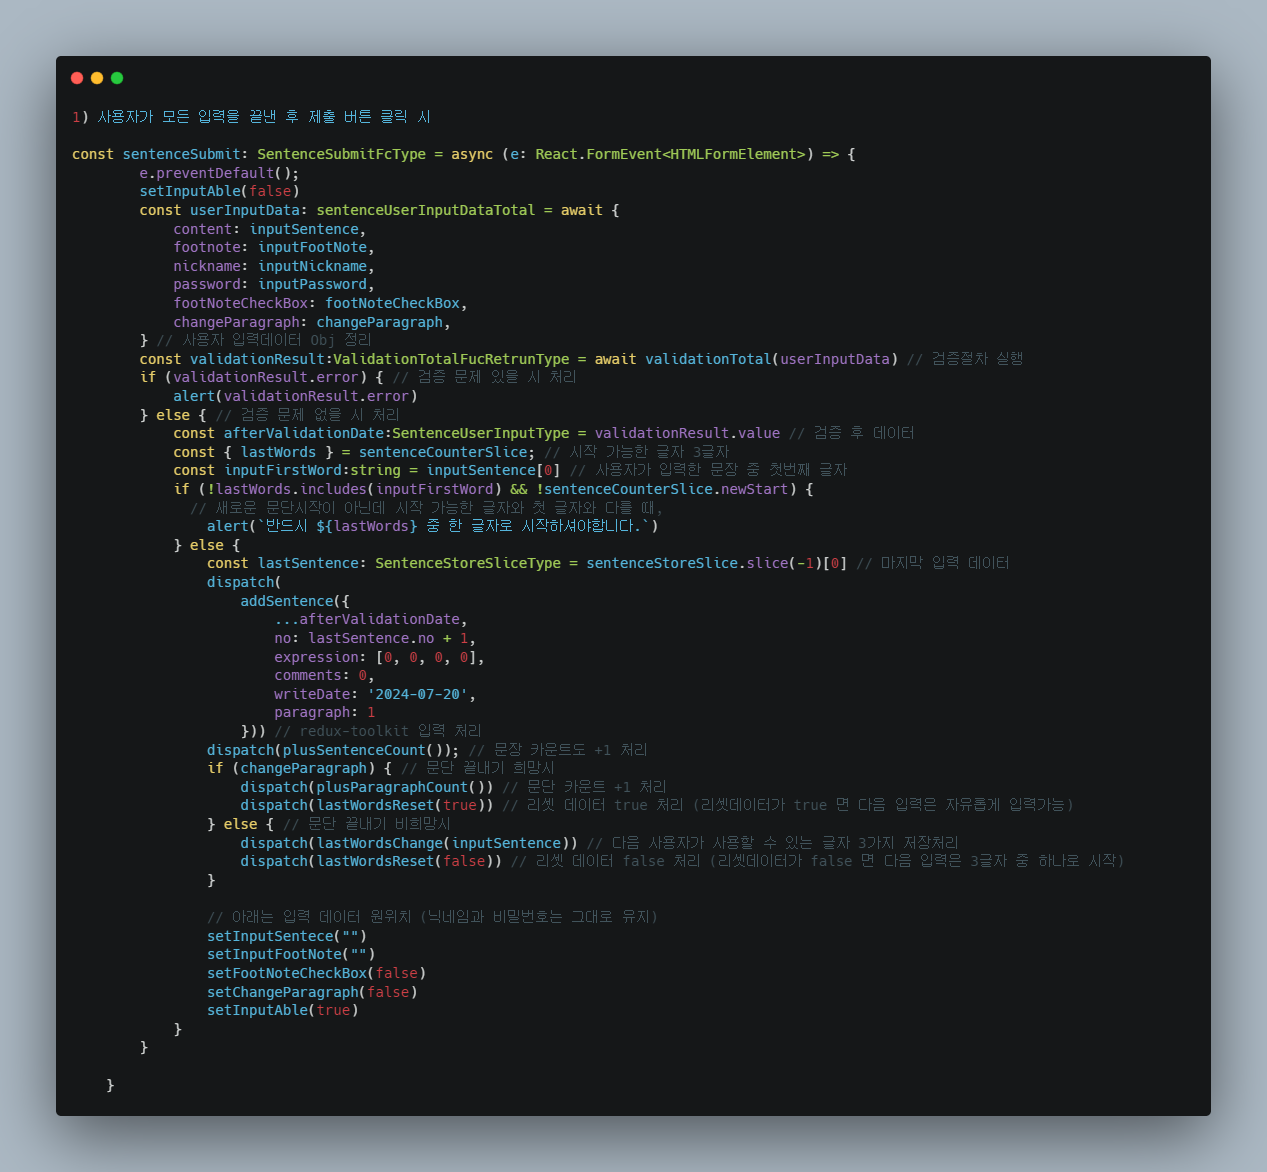 1) 사용자가 모든 입력을 끝낸 후 제출 버튼 클릭 시
const sentenceSubmit: SentenceSubmitFcType = async (e: React.FormEvent<HTMLFormElement>) => {
e.preventDefault();
setInputAble(false)
const userInputData: sentenceUserInputDataTotal = await {
content: inputSentence,
footnote: inputFootNote,
nickname: inputNickname,
password: inputPassword,
footNoteCheckBox: footNoteCheckBox,
changeParagraph: changeParagraph,
} // 사용자 입력데이터 Obj 정리
const validationResult:ValidationTotalFucRetrunType = await validationTotal(userInputData) // 검증절차 실행
if (validationResult.error) { // 검증 문제 있을 시 처리
alert(validationResult.error)
} else { // 검증 문제 없을 시 처리
const afterValidationDate:SentenceUserInputType = validationResult.value // 검증 후 데이터
const { lastWords } = sentenceCounterSlice; // 시작 가능한 글자 3글자
const inputFirstWord:string = inputSentence[0] // 사용자가 입력한 문장 중 첫번째 글자
if (!lastWords.includes(inputFirstWord) && !sentenceCounterSlice.newStart) {
// 새로운 문단시작이 아닌데 시작 가능한 글자와 첫 글자와 다를 때,
alert(`반드시 ${lastWords} 중 한 글자로 시작하셔야합니다.`)
} else {
const lastSentence: SentenceStoreSliceType = sentenceStoreSlice.slice(-1)[0] // 마지막 입력 데이터
dispatch(
addSentence({
...afterValidationDate,
no: lastSentence.no + 1,
expression: [0, 0, 0, 0],
comments: 0,
writeDate: '2024-07-20',
paragraph: 1
})) // redux-toolkit 입력 처리
dispatch(plusSentenceCount()); // 문장 카운트도 +1 처리
if (changeParagraph) { // 문단 끝내기 희망시
dispatch(plusParagraphCount()) // 문단 카운트 +1 처리
dispatch(lastWordsReset(true)) // 리셋 데이터 true 처리 (리셋데이터가 true 면 다음 입력은 자유롭게 입력가능)
} else { // 문단 끝내기 비희망시
dispatch(lastWordsChange(inputSentence)) // 다음 사용자가 사용할 수 있는 글자 3가지 저장처리
dispatch(lastWordsReset(false)) // 리셋 데이터 false 처리 (리셋데이터가 false 면 다음 입력은 3글자 중 하나로 시작)
}
// 아래는 입력 데이터 원위치 (닉네임과 비밀번호는 그대로 유지)
setInputSentece("")
setInputFootNote("")
setFootNoteCheckBox(false)
setChangeParagraph(false)
setInputAble(true)
}
}
}